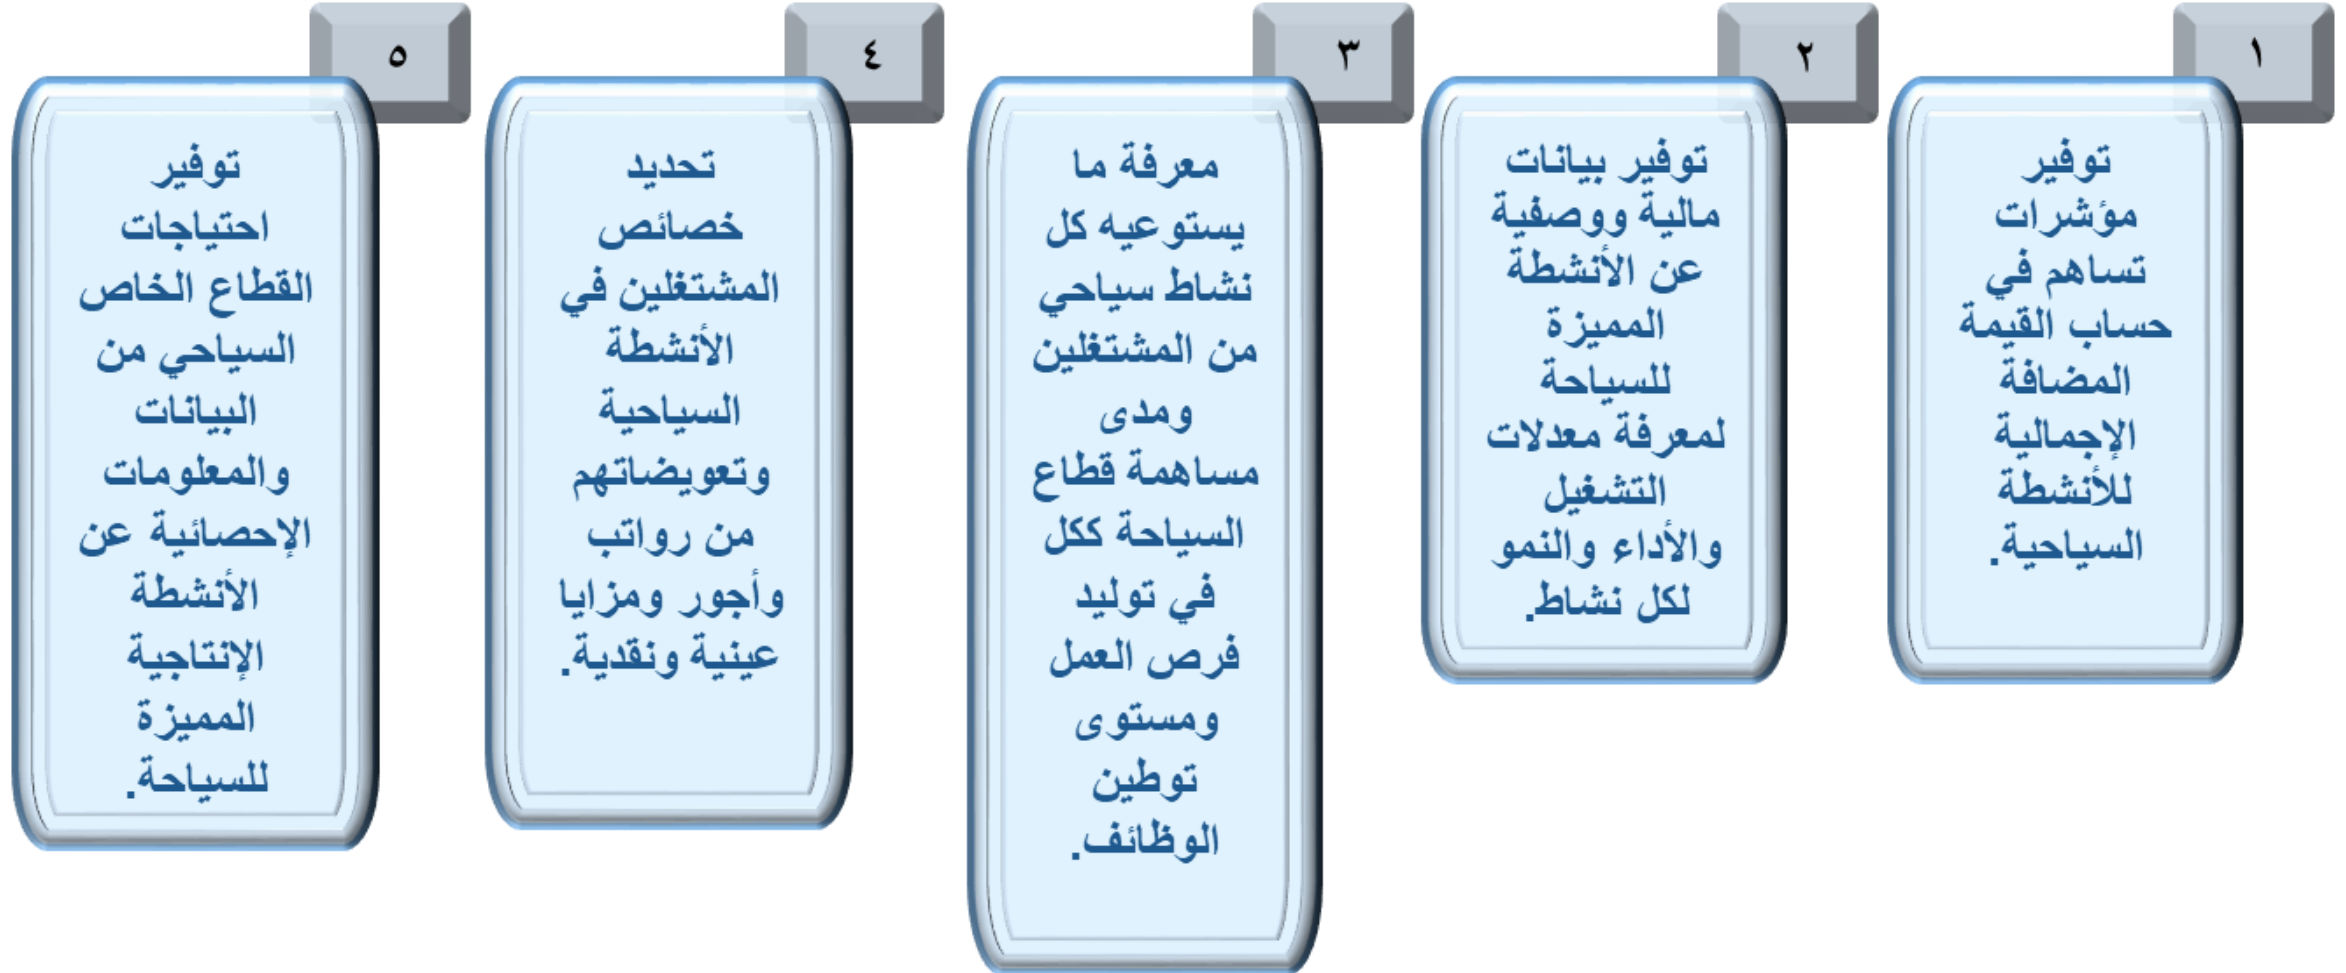 ١
توفير
مؤشرات
تساهم في
حساب القيمة
المضافة
الإجمالية
للأنشطة
السياحية.
٢
توفير بيانات
مالية ووصفية
عن الأنشطة
المميزة
للسياحة
لمعرفة معدلات
التشغيل
والأداء والنمو
لكل نشاط.
٣
معرفة ما
يستوعيه كل
نشاط سياحي
من المشتغلين
ومدى
مساهمة قطاع
السياحة ككل
في توليد
فرص العمل
ومستوى
توطين
الوظائف.
٤
تحديد
خصائص
المشتغلين في
الأنشطة
السياحية
وتعويضاتهم
من رواتب
وأجور ومزايا
عينية ونقدية.
٥
توفير
احتياجات
القطاع الخاص
السياحي من
البيانات
والمعلومات
الإحصائية عن
الأنشطة
الإنتاجية
المميزة
للسياحة.